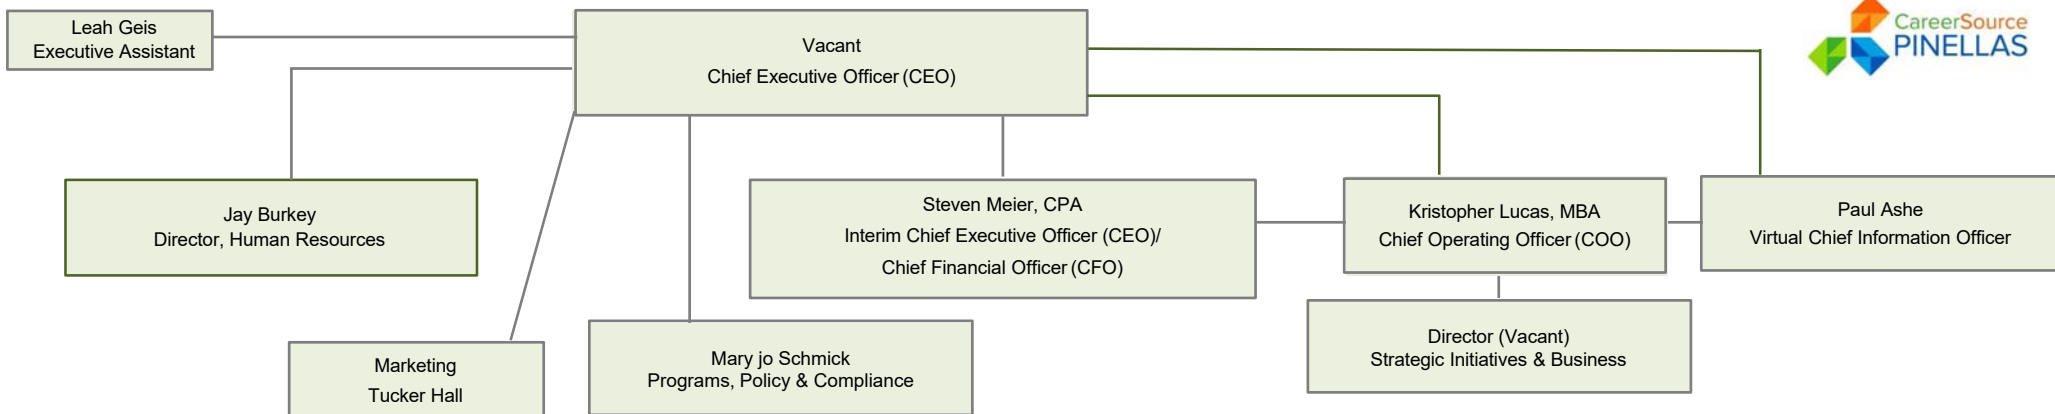 Leah Geis
Executive Assistant
Vacant
Chief Executive Officer (CEO)
CareerSource
PINELLAS
Jay Burkey
Director, Human Resources
Steven Meier, CPA
Interim Chief Executive Officer (CEO)/
Chief Financial Officer (CFO)
Kristopher Lucas, MBA
Chief Operating Officer (COO)
Paul Ashe
Virtual Chief Information Officer
Marketing
Tucker Hall
Mary jo Schmick
Programs, Policy & Compliance
Director (Vacant)
Strategic Initiatives & Business